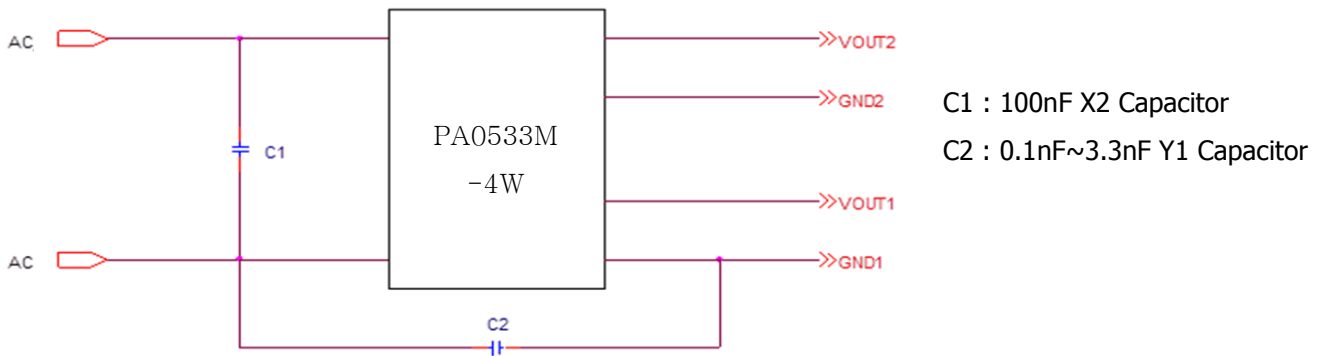 AC
VOUT2
GND2
C1 : 100nF X2 Capacitor
PA0533M
-4W
C1
C2 : 0.1nF~3.3nF Y1 Capacitor
VOUT1
AC
GND1
C2